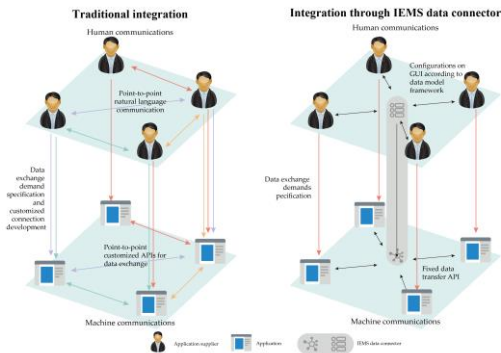 Traditional integration
Human communications
Point-to-point
natural language
communication
Data
exchange
demand
specification
and
customized
connection
development
Point-to-point
customized APIs for
data exchange
Machine communications
Integration through IEMS data connector
Human communications
Configurations on
GUI according to
data model
framework
Data exchange
demands
pecification
Fixed data
transfer API
Machine communications
Application supplier
Application
IEMS data connector